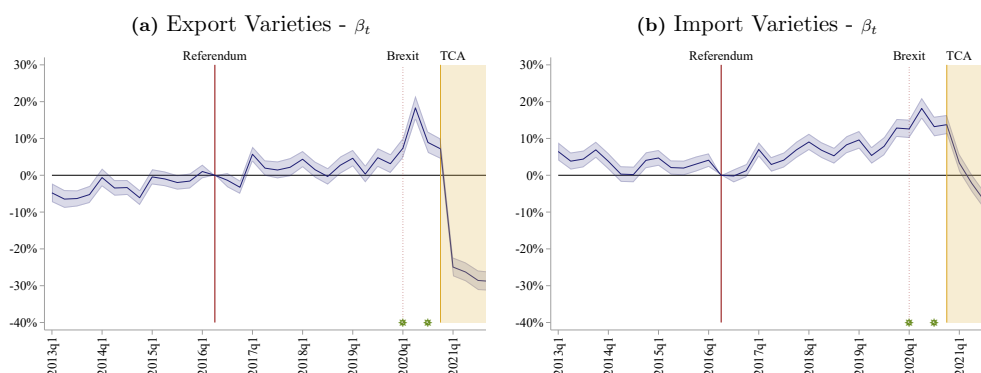 (a) Export Varieties - βt
Referendum
Brexit
TCA
30%
20%
10%
0%
-10%
-20%
-30%
-40%
2013q1
2014q1
2015q1
2016q1
2017q1
2018q1
2019q1
2020q1
2021q1
(b) Import Varieties - βt
Referendum
Brexit
TCA
30%
20%
10%
0%
-10%
-20%
-30%
-40%
2013q1
2014q1
2015q1
2016q1
2017q1
2018q1
2019q1
2020q1
2021q1